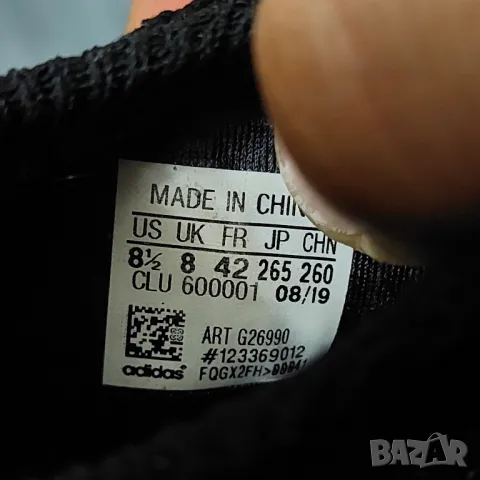 MADE IN CHIN
US UK FR JP CHN
8½ 8 42 265 260
CLU 600001 08/19
ART G26990
#123369012
adidas FQGX2FH>
BAZAR